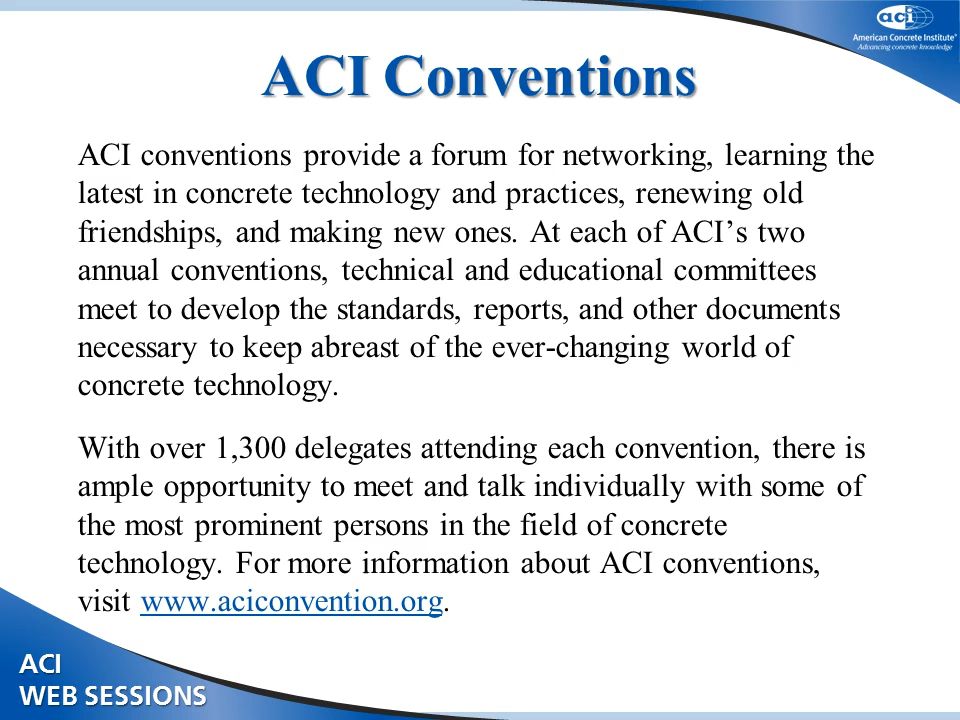 aci
American Concrete Institute®
Advancing concrete knowledge
ACI Conventions
ACI conventions provide a forum for networking, learning the
latest in concrete technology and practices, renewing old
friendships, and making new ones. At each of ACI’s two
annual conventions, technical and educational committees
meet to develop the standards, reports, and other documents
necessary to keep abreast of the ever-changing world of
concrete technology.
With over 1,300 delegates attending each convention, there is
ample opportunity to meet and talk individually with some of
the most prominent persons in the field of concrete
technology. For more information about ACI conventions,
visit www.aciconvention.org.
ACI
WEB SESSIONS